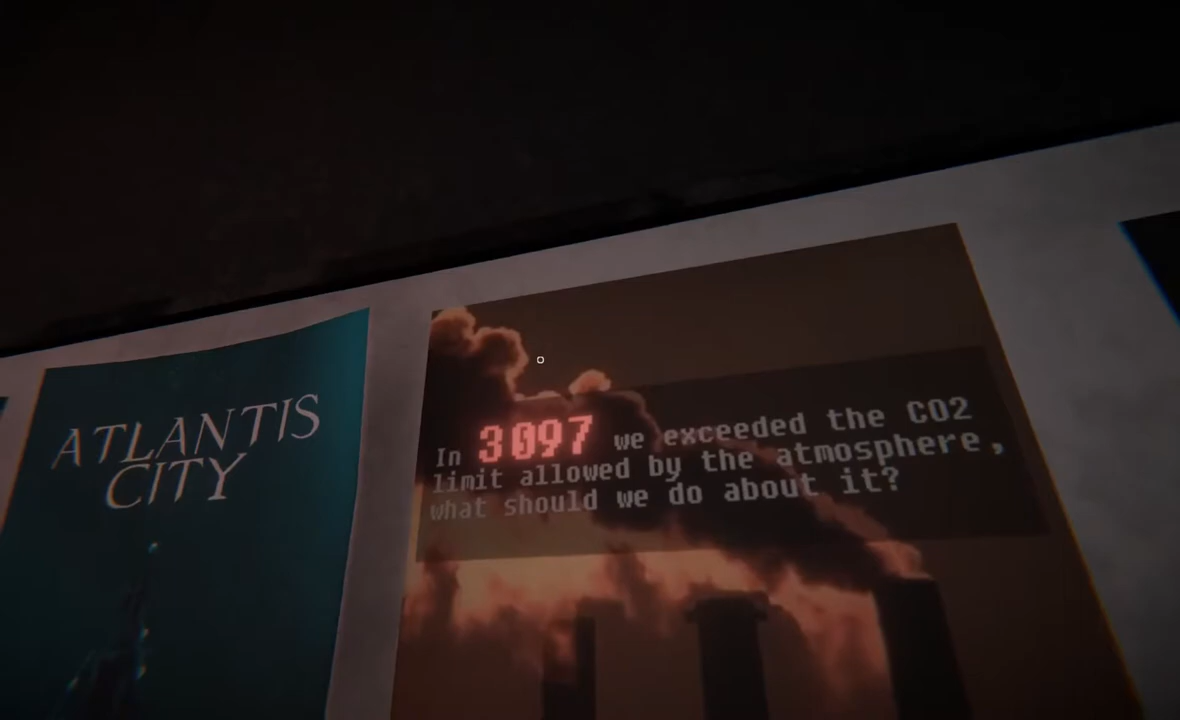 ATLANTIS
CITY
In 3097 we exceeded the CO2
limit allowed by the atmosphere,
what should we do about it?